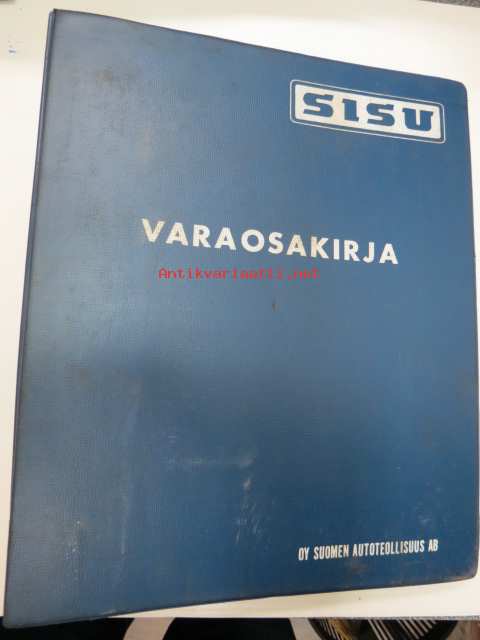 SISU
VARAOSAKIRJA
Antikvariaatti.net
OY SUOMEN AUTOTEOLLISUUS AB